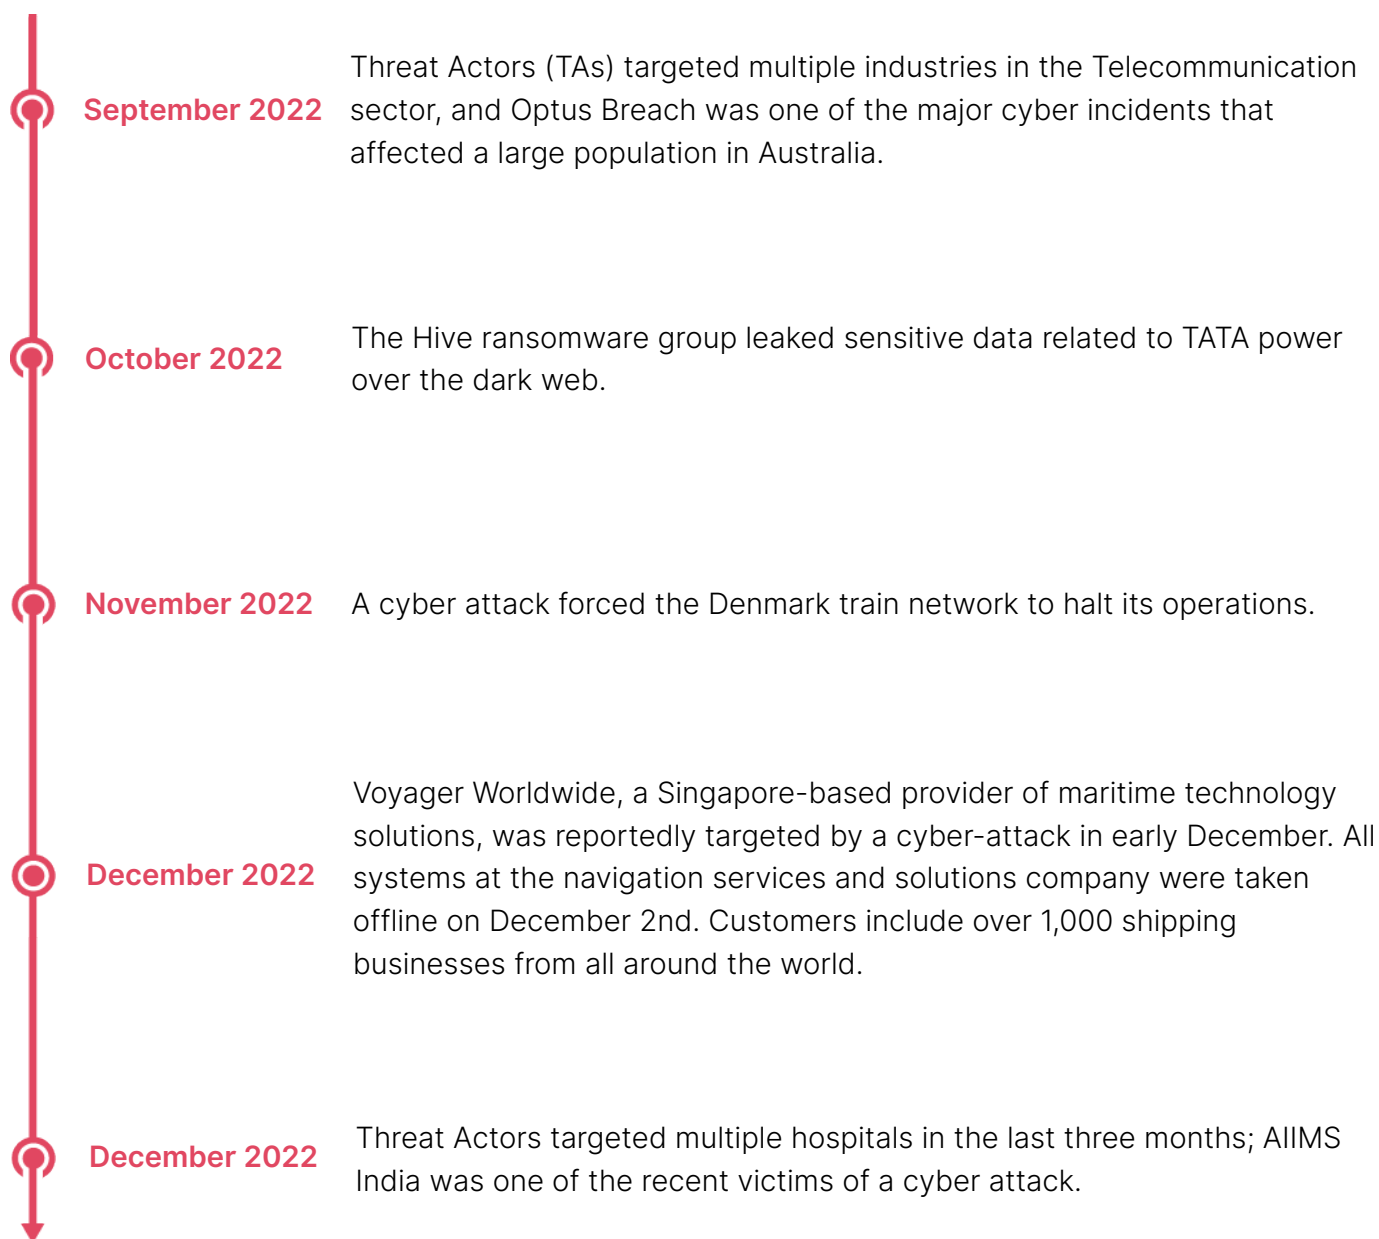 September 2022
Threat Actors (TAs) targeted multiple industries in the Telecommunication
sector, and Optus Breach was one of the major cyber incidents that
affected a large population in Australia.
October 2022
The Hive ransomware group leaked sensitive data related to TATA power
over the dark web.
November 2022
A cyber attack forced the Denmark train network to halt its operations.
December 2022
Voyager Worldwide, a Singapore-based provider of maritime technology
solutions, was reportedly targeted by a cyber-attack in early December. All
systems at the navigation services and solutions company were taken
offline on December 2nd. Customers include over 1,000 shipping
businesses from all around the world.
December 2022
Threat Actors targeted multiple hospitals in the last three months; AIIMS
India was one of the recent victims of a cyber attack.